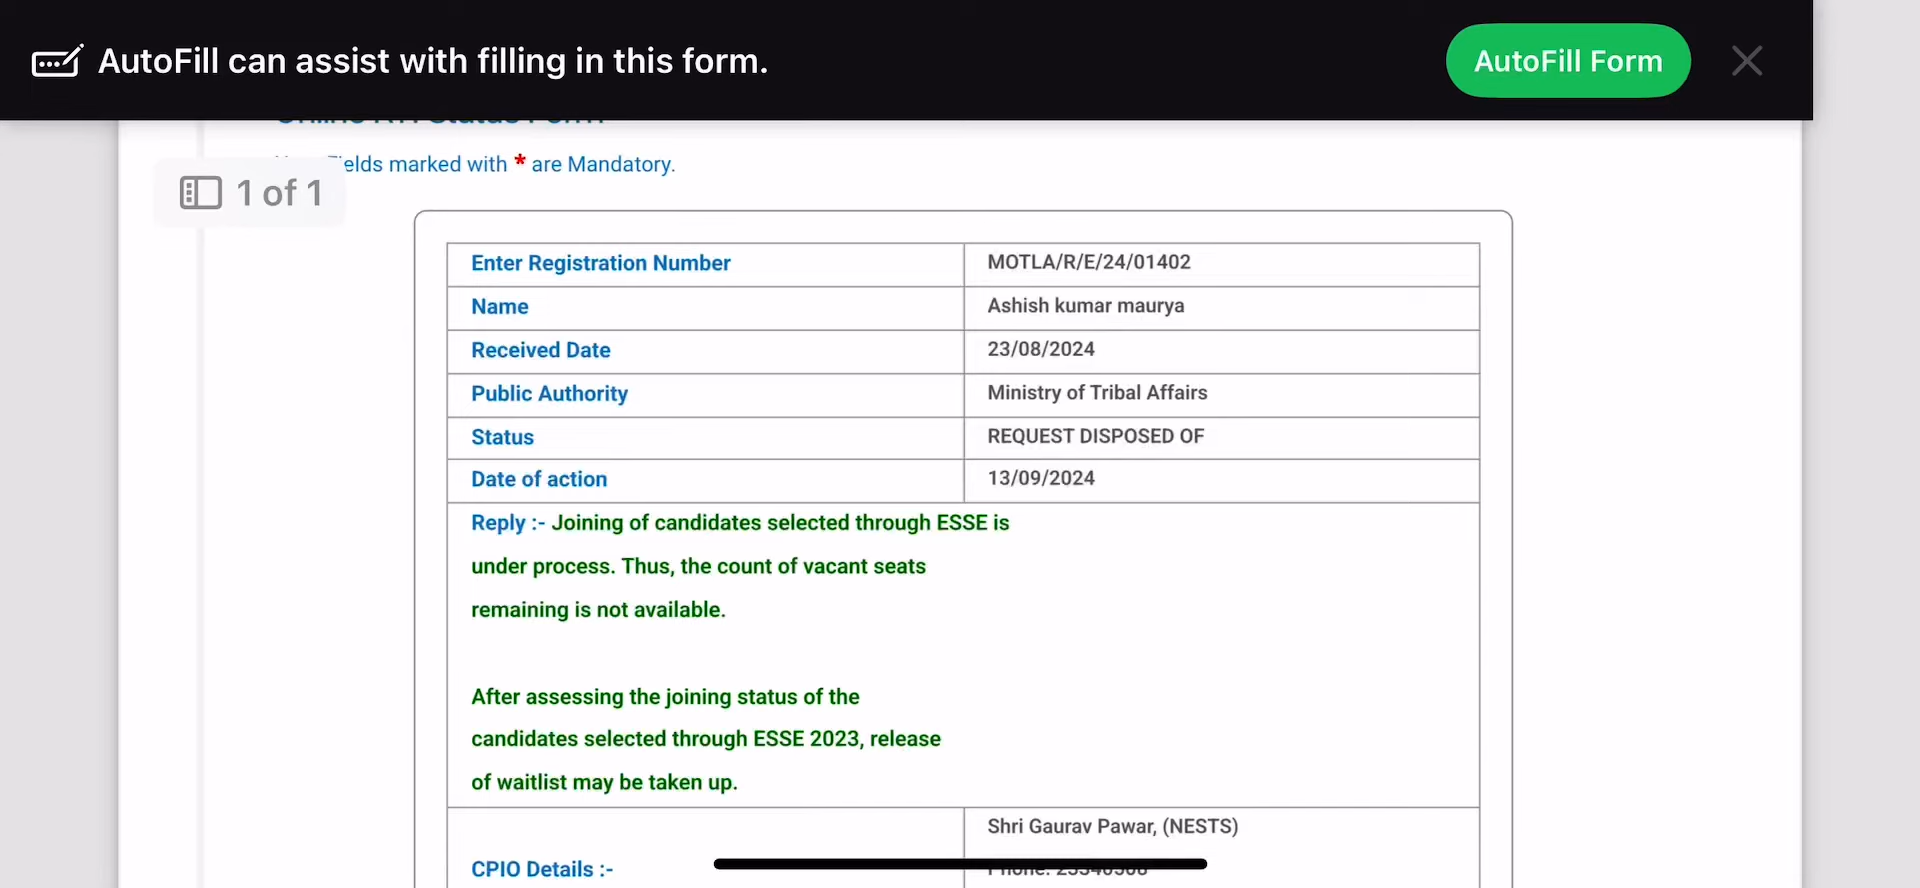 AutoFill can assist with filling in this form.
AutoFill Form
Fields marked with * are Mandatory.
1 of 1
Enter Registration Number MOTLA/R/E/24/01402
Name Ashish kumar maurya
Received Date 23/08/2024
Public Authority Ministry of Tribal Affairs
Status REQUEST DISPOSED OF
Date of action 13/09/2024
Reply :- Joining of candidates selected through ESSE is
under process. Thus, the count of vacant seats
remaining is not available.
After assessing the joining status of the
candidates selected through ESSE 2023, release
of waitlist may be taken up.
Shri Gaurav Pawar, (NESTS)
CPIO Details :-